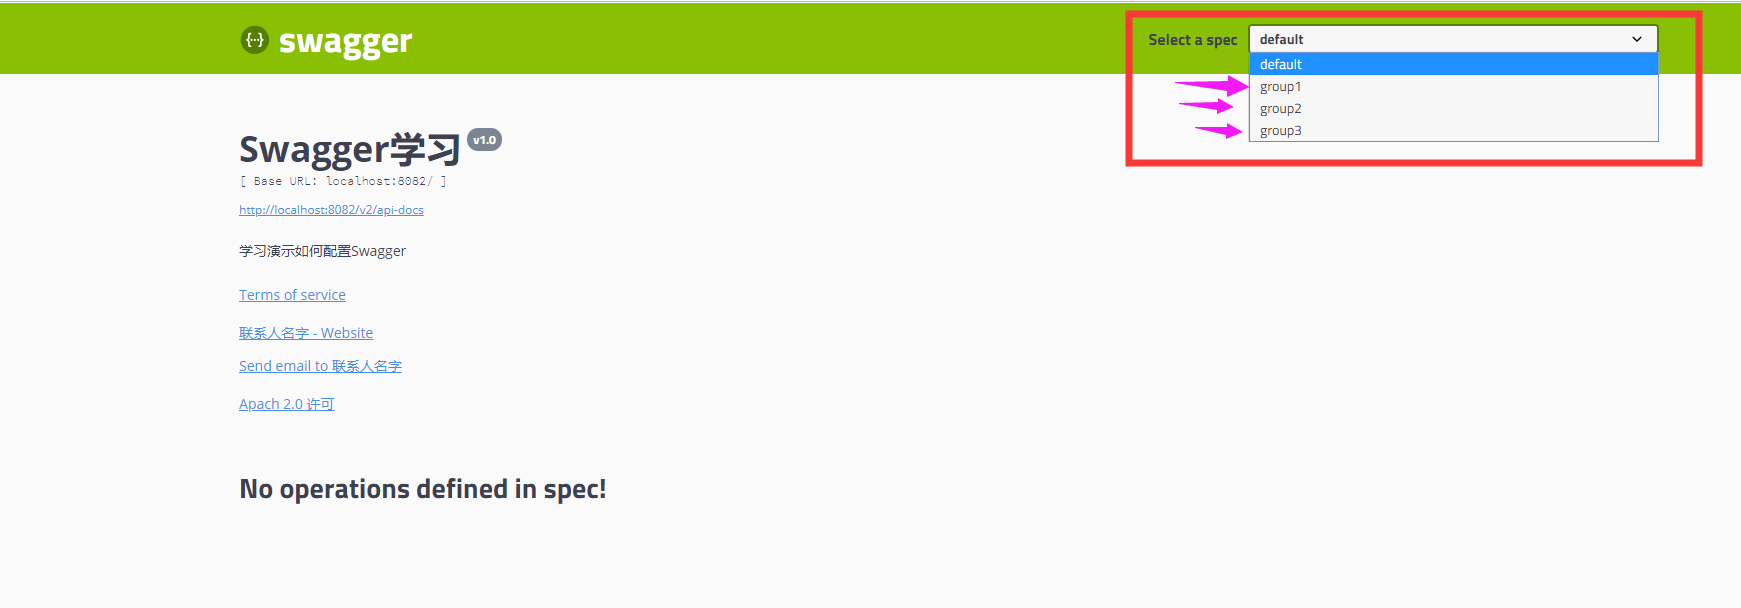 swagger
Select a spec
default
default
group1
group2
group3
Swagger学习 v1.0
[ Base URL: localhost:8082/ ]
http://localhost:8082/v2/api-docs
学习演示如何配置Swagger
Terms of service
联系人名字 - Website
Send email to 联系人名字
Apach 2.0 许可
No operations defined in spec!